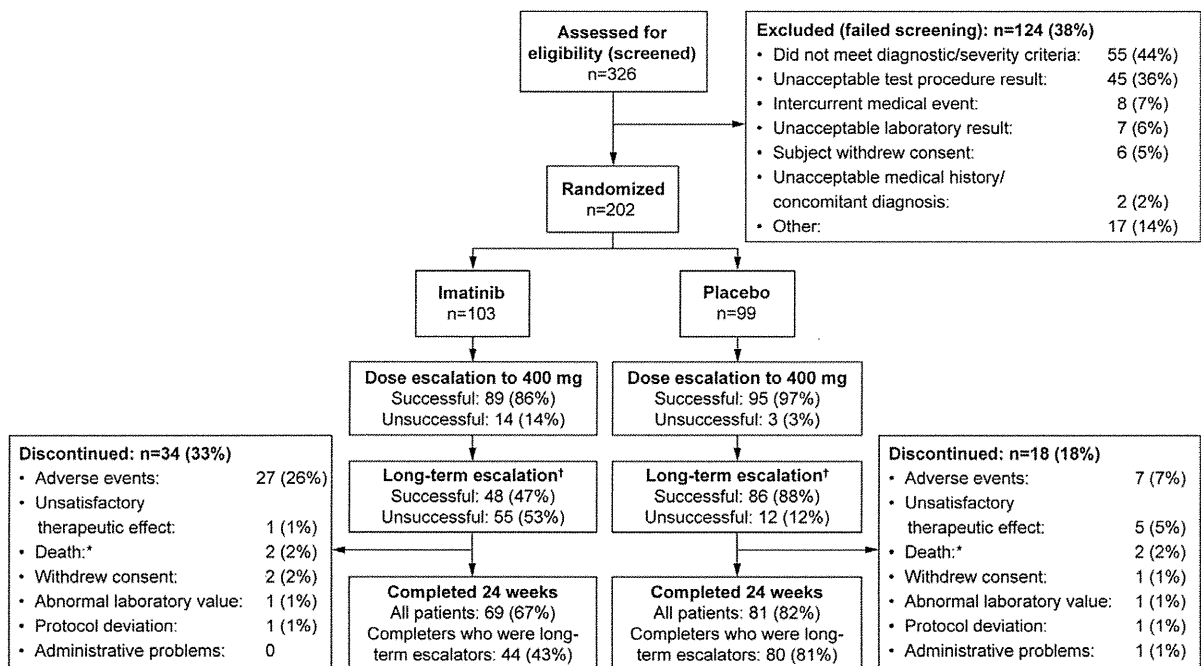 Assessed for
eligibility (screened)
n=326
Excluded (failed screening): n=124 (38%)
• Did not meet diagnostic/severity criteria: 55 (44%)
• Unacceptable test procedure result: 45 (36%)
• Intercurrent medical event: 8 (7%)
• Unacceptable laboratory result: 7 (6%)
• Subject withdrew consent: 6 (5%)
• Unacceptable medical history/
concomitant diagnosis: 2 (2%)
• Other: 17 (14%)
Randomized
n=202
Imatinib
n=103
Placebo
n=99
Dose escalation to 400 mg
Successful: 89 (86%)
Unsuccessful: 14 (14%)
Dose escalation to 400 mg
Successful: 95 (97%)
Unsuccessful: 3 (3%)
Discontinued: n=34 (33%)
• Adverse events: 27 (26%)
• Unsatisfactory
therapeutic effect: 1 (1%)
• Death:* 2 (2%)
• Withdrew consent: 2 (2%)
• Abnormal laboratory value: 1 (1%)
• Protocol deviation: 1 (1%)
• Administrative problems: 0
Long-term escalation†
Successful: 48 (47%)
Unsuccessful: 55 (53%)
Long-term escalation†
Successful: 86 (88%)
Unsuccessful: 12 (12%)
Discontinued: n=18 (18%)
• Adverse events: 7 (7%)
• Unsatisfactory
therapeutic effect: 5 (5%)
• Death:* 2 (2%)
• Withdrew consent: 1 (1%)
• Abnormal laboratory value: 1 (1%)
• Protocol deviation: 1 (1%)
• Administrative problems: 1 (1%)
Completed 24 weeks
All patients: 69 (67%)
Completers who were long-
term escalators: 44 (43%)
Completed 24 weeks
All patients: 81 (82%)
Completers who were long-
term escalators: 80 (81%)